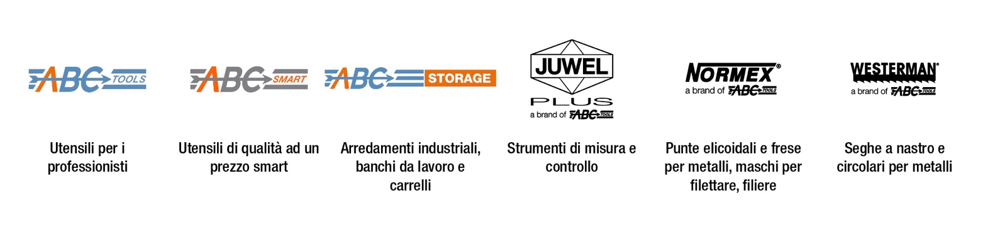 ABC TOOLS
Utensili per i
professionisti
ABC SMART
Utensili di qualità ad un
prezzo smart
ABC STORAGE
Arredamenti industriali,
banchi da lavoro e
carrelli
JUWEL
PLUS
a brand of ABC TOOLS
Strumenti di misura e
controllo
NORMEX®
a brand of ABC TOOLS
Punte elicoidali e frese
per metalli, maschi per
filettare, filiere
WESTERMAN®
a brand of ABC TOOLS
Seghe a nastro e
circolari per metalli